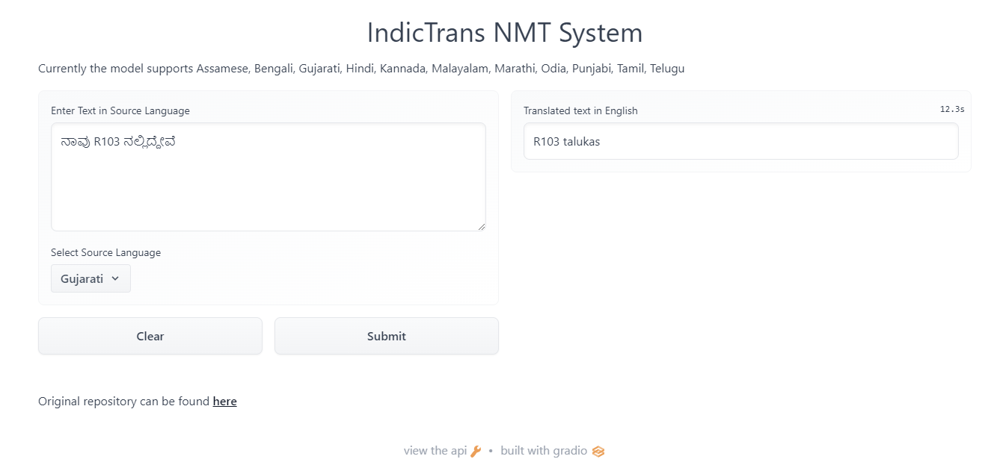 IndicTrans NMT System
Currently the model supports Assamese, Bengali, Gujarati, Hindi, Kannada, Malayalam, Marathi, Odia, Punjabi, Tamil, Telugu
Enter Text in Source Language
ನಾವು R103 ನಲ್ಲಿದ್ದೇವೆ
Select Source Language
Gujarati
Clear
Submit
Translated text in English
12.3s
R103 talukas
Original repository can be found here
view the api • built with gradio